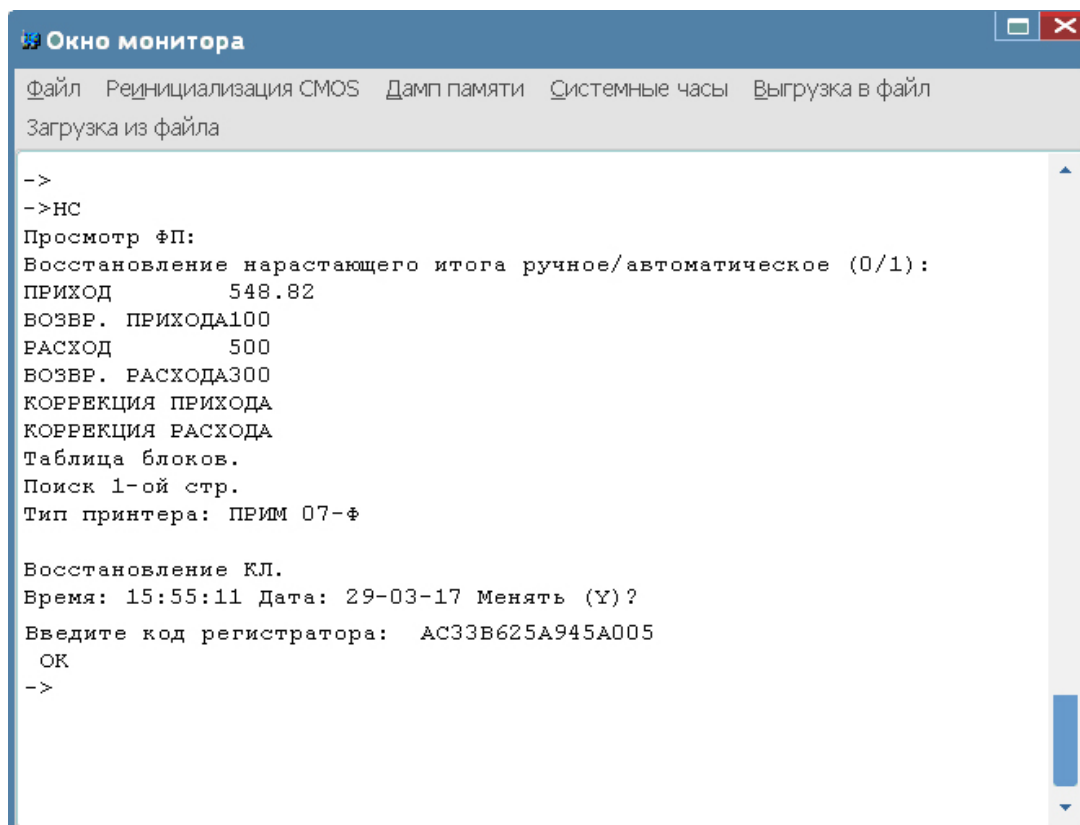 Окно монитора
Файл Реинициализация CMOS Дамп памяти Системные часы Выгрузка в файл
Загрузка из файла
->
->НС
Просмотр ФП:
Восстановление нарастающего итога ручное/автоматическое (0/1):
ПРИХОД 548.82
ВОЗВР. ПРИХОДА100
РАСХОД 500
ВОЗВР. РАСХОДА300
КОРРЕКЦИЯ ПРИХОДА
КОРРЕКЦИЯ РАСХОДА
Таблица блоков.
Поиск 1-ой стр.
Тип принтера: ПРИМ 07-Ф
Восстановление КЛ.
Время: 15:55:11 Дата: 29-03-17 Менять (Y)?
Введите код регистратора: AC33B625A945A005
OK
->